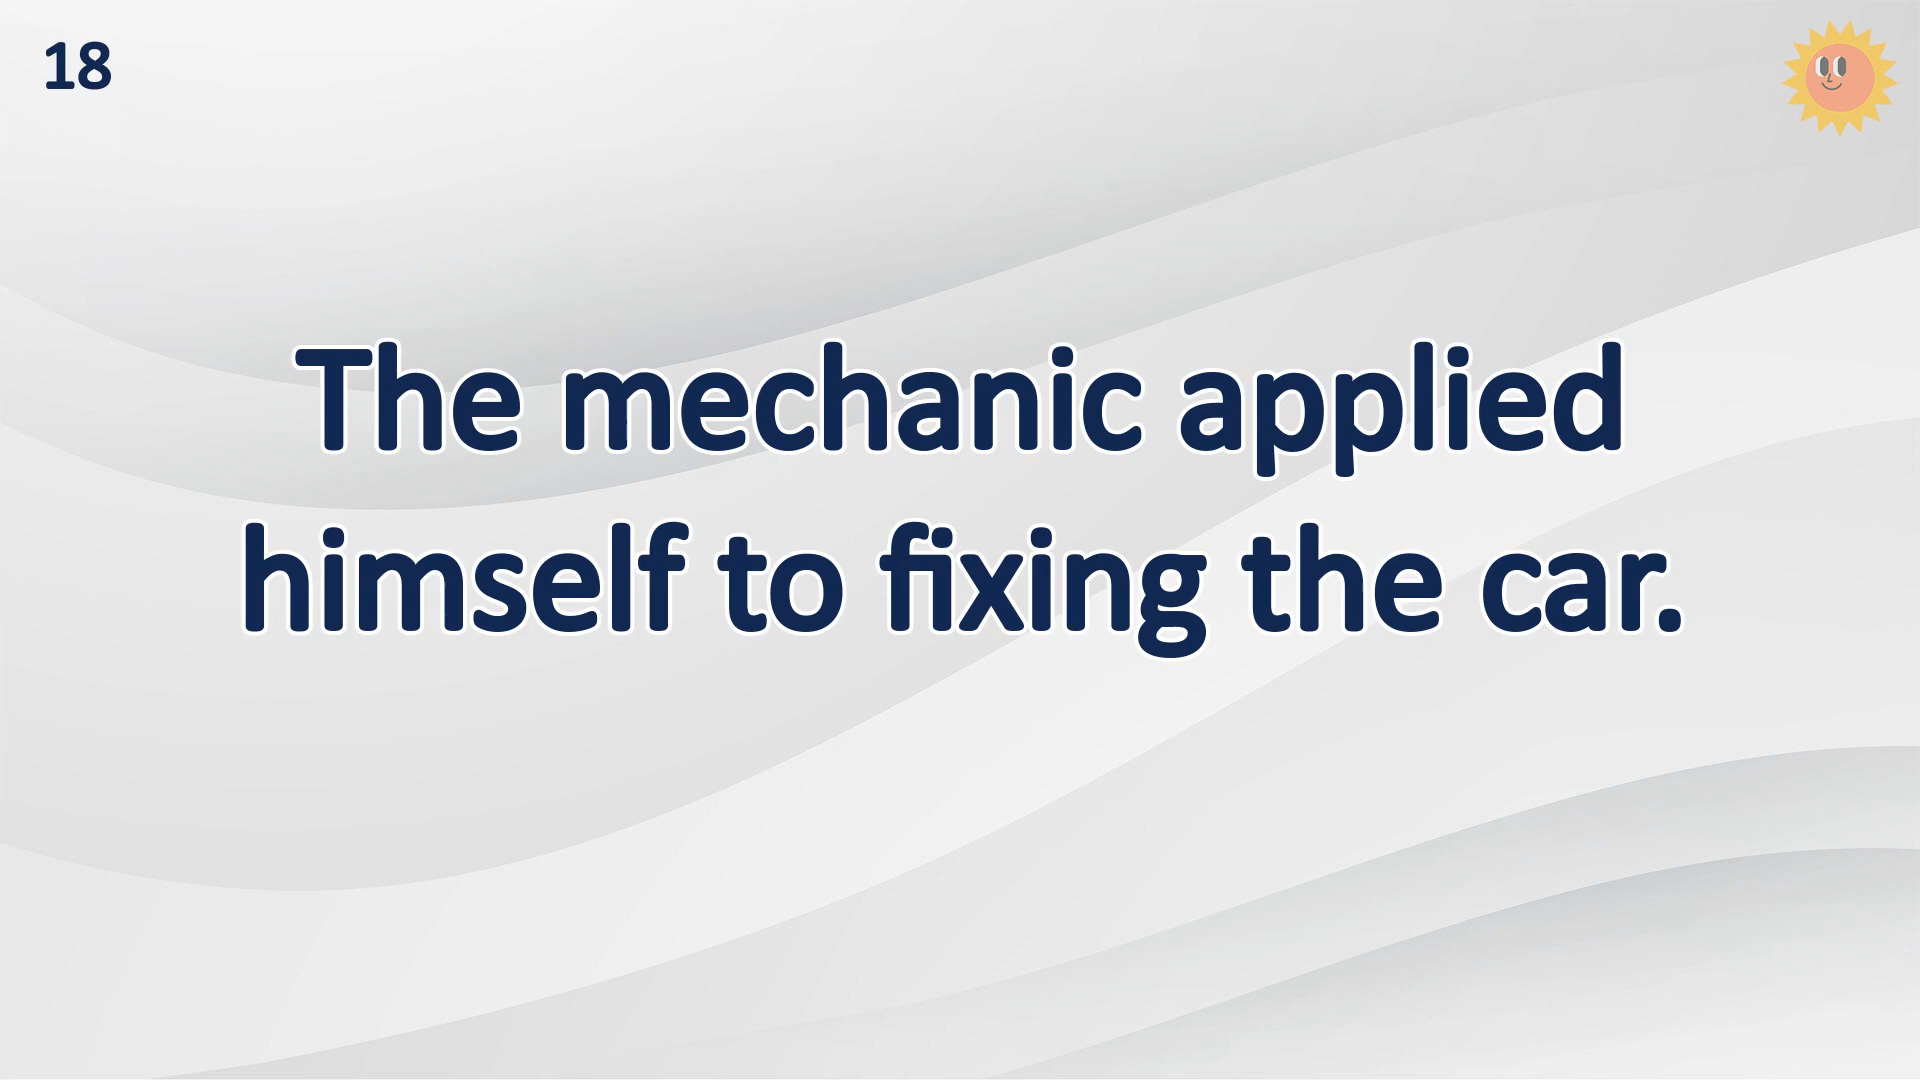 18
The mechanic applied
himself to fixing the car.